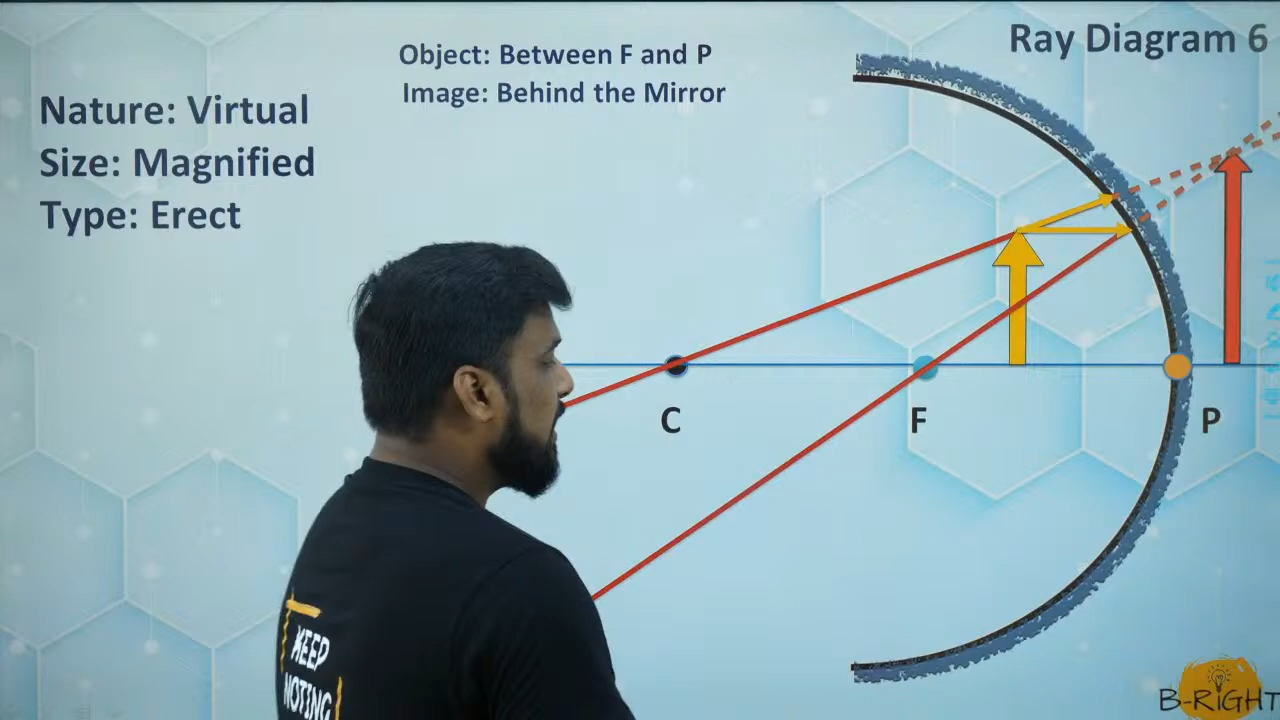 Ray Diagram 6
Object: Between F and P
Image: Behind the Mirror
Nature: Virtual
Size: Magnified
Type: Erect
C
F
P
KEEP
NOTING
B-RIGHT